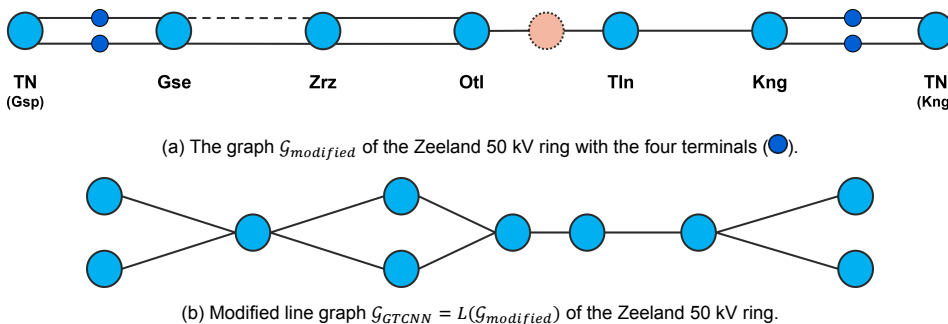 TN Gse Zrz Otl Tln Kng TN
(Gsp) (Kng)
(a) The graph 𝒢modified of the Zeeland 50 kV ring with the four terminals ( ).
(b) Modified line graph 𝒢GTCNN = L(𝒢modified) of the Zeeland 50 kV ring.